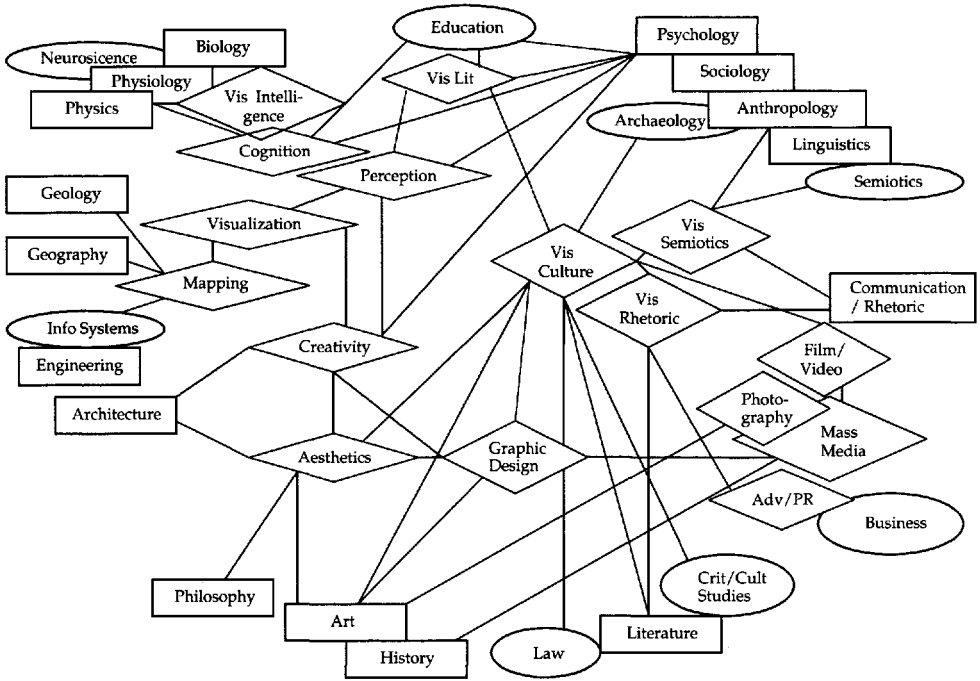 Education
Psychology
Biology
Neurosicence
Vis Lit
Sociology
Physiology
Physics
Vis Intelli-
gence
Anthropology
Archaeology
Linguistics
Cognition
Perception
Semiotics
Geology
Visualization
Vis
Semiotics
Geography
Vis
Culture
Mapping
Communication
/ Rhetoric
Vis
Rhetoric
Info Systems
Creativity
Film/
Video
Engineering
Architecture
Photo-
graphy
Mass
Media
Aesthetics
Graphic
Design
Adv/PR
Business
Philosophy
Crit/Cult
Studies
Art
Literature
History
Law